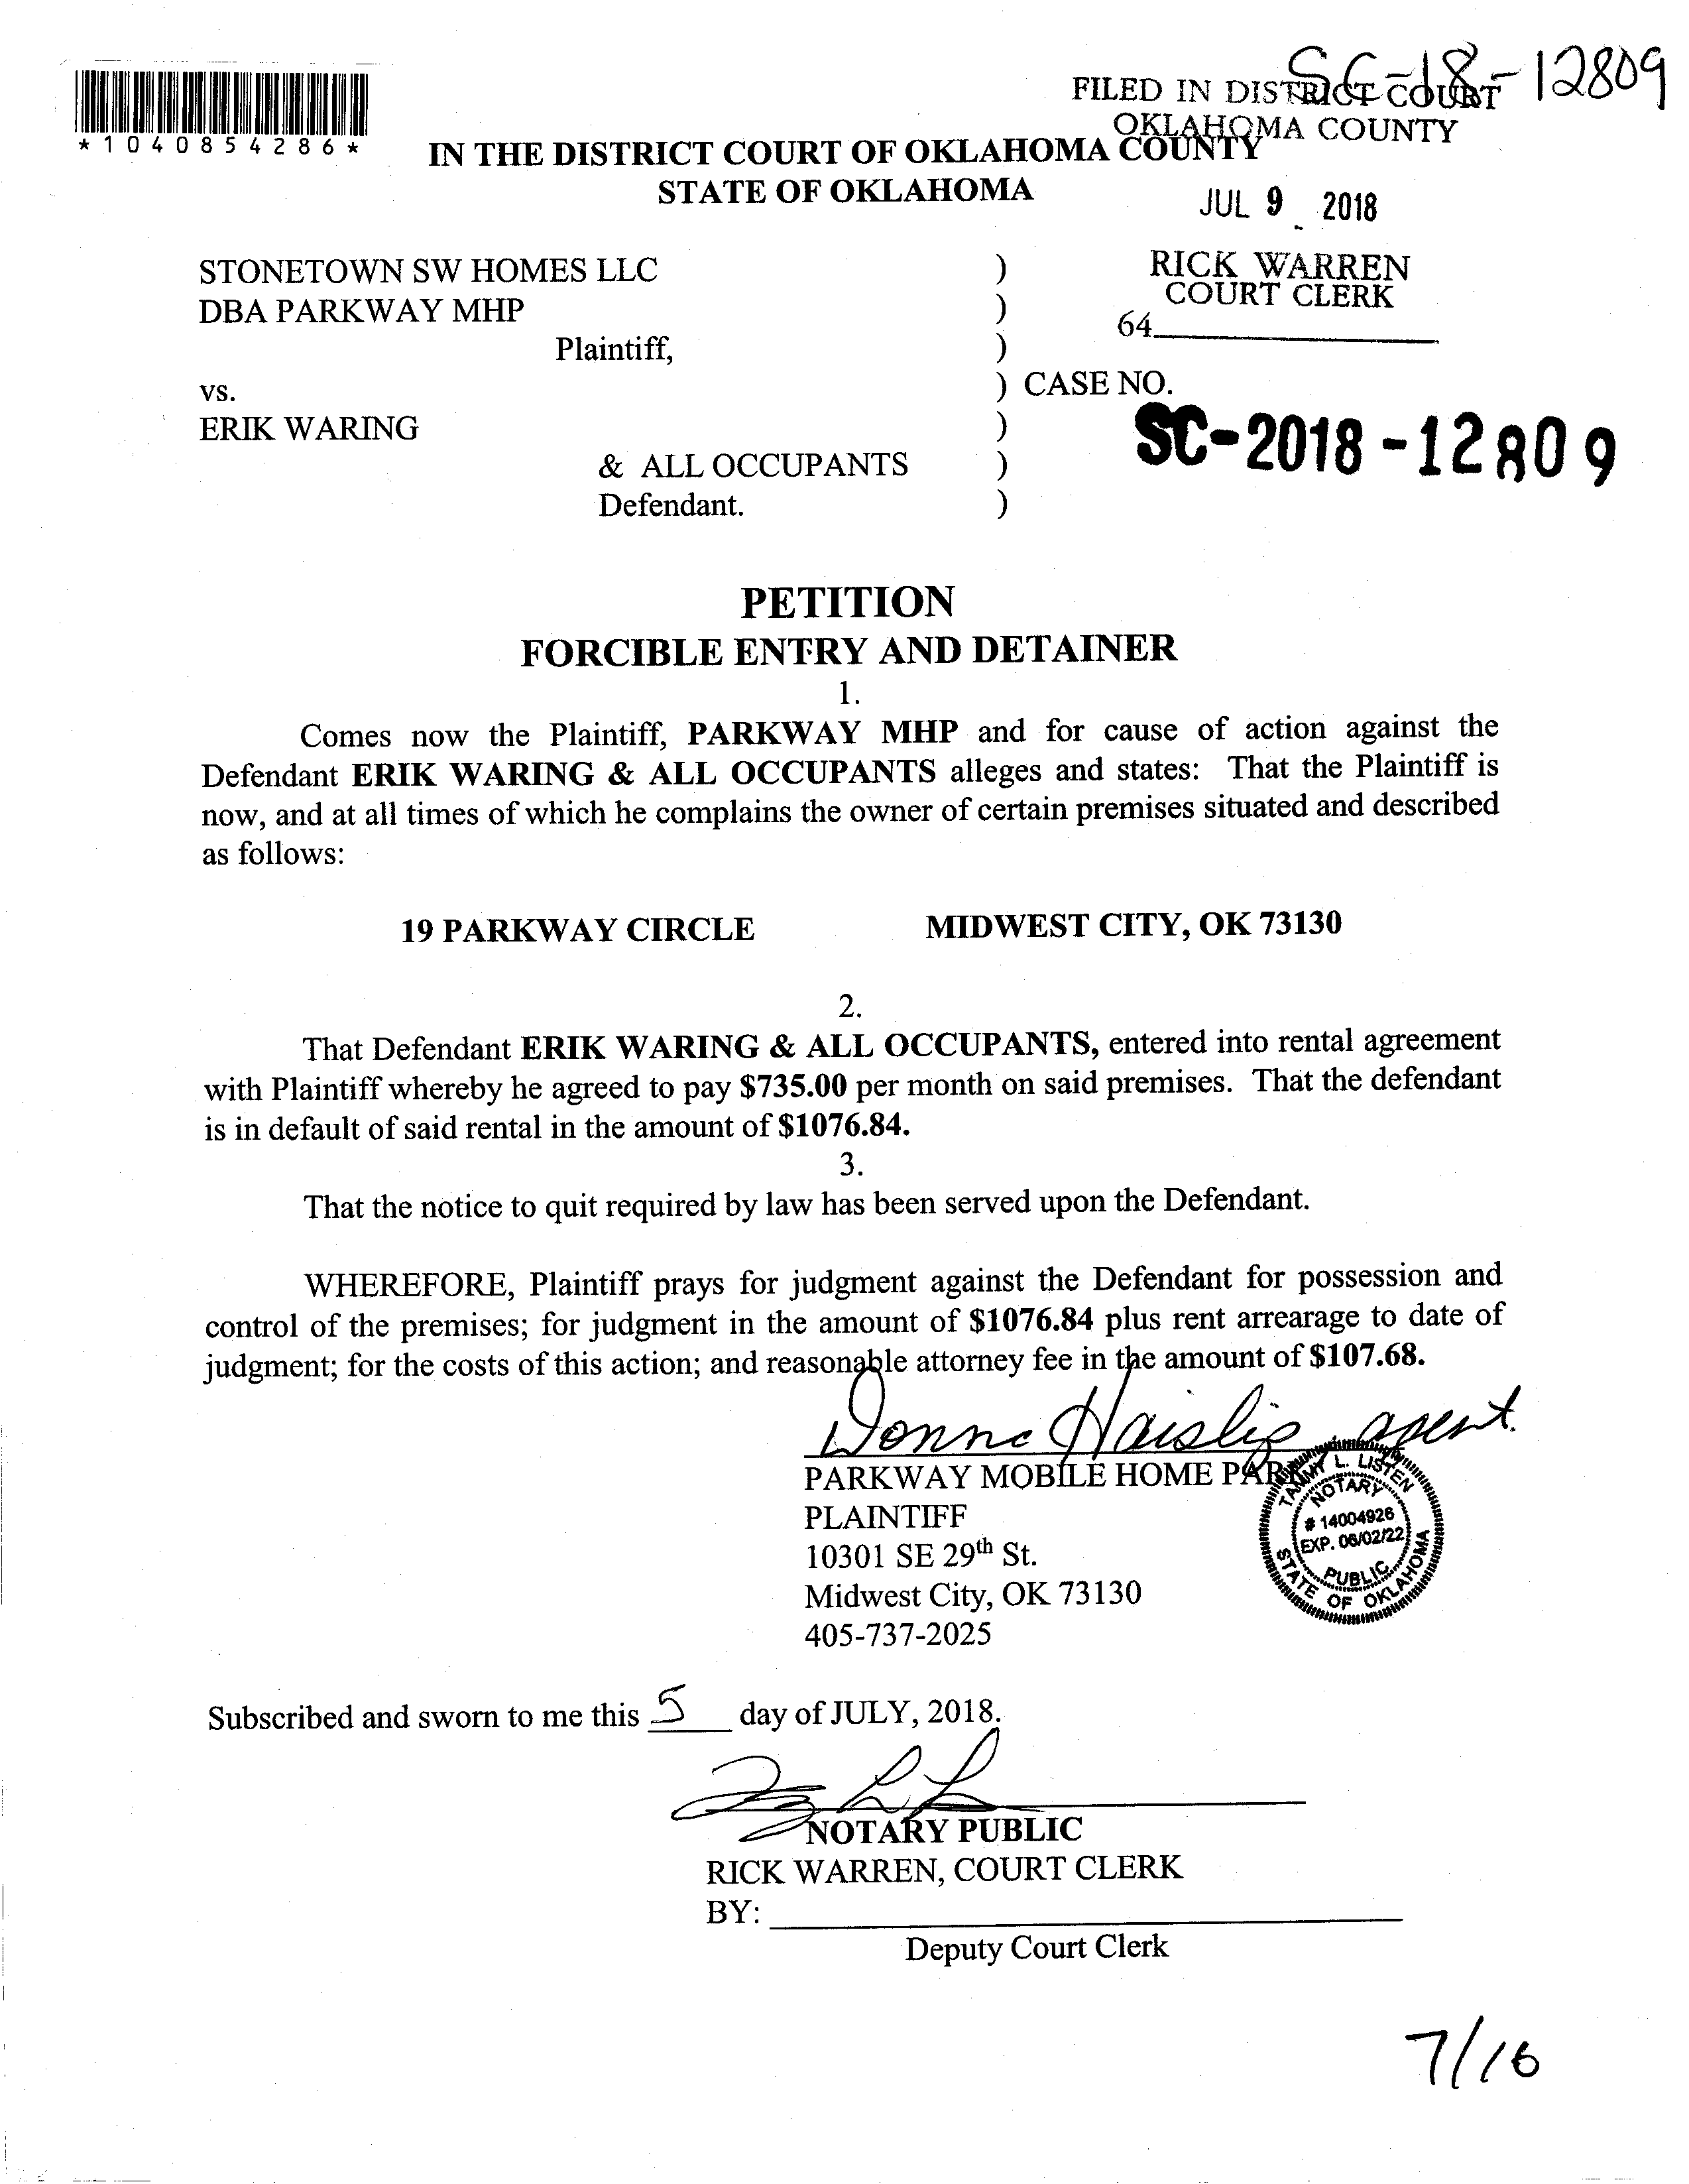 SC-18-12809
FILED IN DISTRICT COURT
OKLAHOMA COUNTY
*1040854286*
IN THE DISTRICT COURT OF OKLAHOMA COUNTY
STATE OF OKLAHOMA
JUL 9 2018
RICK WARREN
COURT CLERK
64
STONETOWN SW HOMES LLC )
DBA PARKWAY MHP )
Plaintiff, )
vs. ) CASE NO.
ERIK WARING ) SC-2018-12809
& ALL OCCUPANTS )
Defendant. )
PETITION
FORCIBLE ENTRY AND DETAINER
1.
Comes now the Plaintiff, PARKWAY MHP and for cause of action against the
Defendant ERIK WARING & ALL OCCUPANTS alleges and states: That the Plaintiff is
now, and at all times of which he complains the owner of certain premises situated and described
as follows:
19 PARKWAY CIRCLE MIDWEST CITY, OK 73130
2.
That Defendant ERIK WARING & ALL OCCUPANTS, entered into rental agreement
with Plaintiff whereby he agreed to pay $735.00 per month on said premises. That the defendant
is in default of said rental in the amount of $1076.84.
3.
That the notice to quit required by law has been served upon the Defendant.
WHEREFORE, Plaintiff prays for judgment against the Defendant for possession and
control of the premises; for judgment in the amount of $1076.84 plus rent arrearage to date of
judgment; for the costs of this action; and reasonable attorney fee in the amount of $107.68.
Donna Haislip agent.
PARKWAY MOBILE HOME PARK
PLAINTIFF
10301 SE 29th St.
Midwest City, OK 73130
405-737-2025
TAMMY L. LISTEN
NOTARY
# 14004926
EXP. 06/02/22
PUBLIC
STATE OF OKLAHOMA
Subscribed and sworn to me this 5 day of JULY, 2018.
NOTARY PUBLIC
RICK WARREN, COURT CLERK
BY:
Deputy Court Clerk
7/16